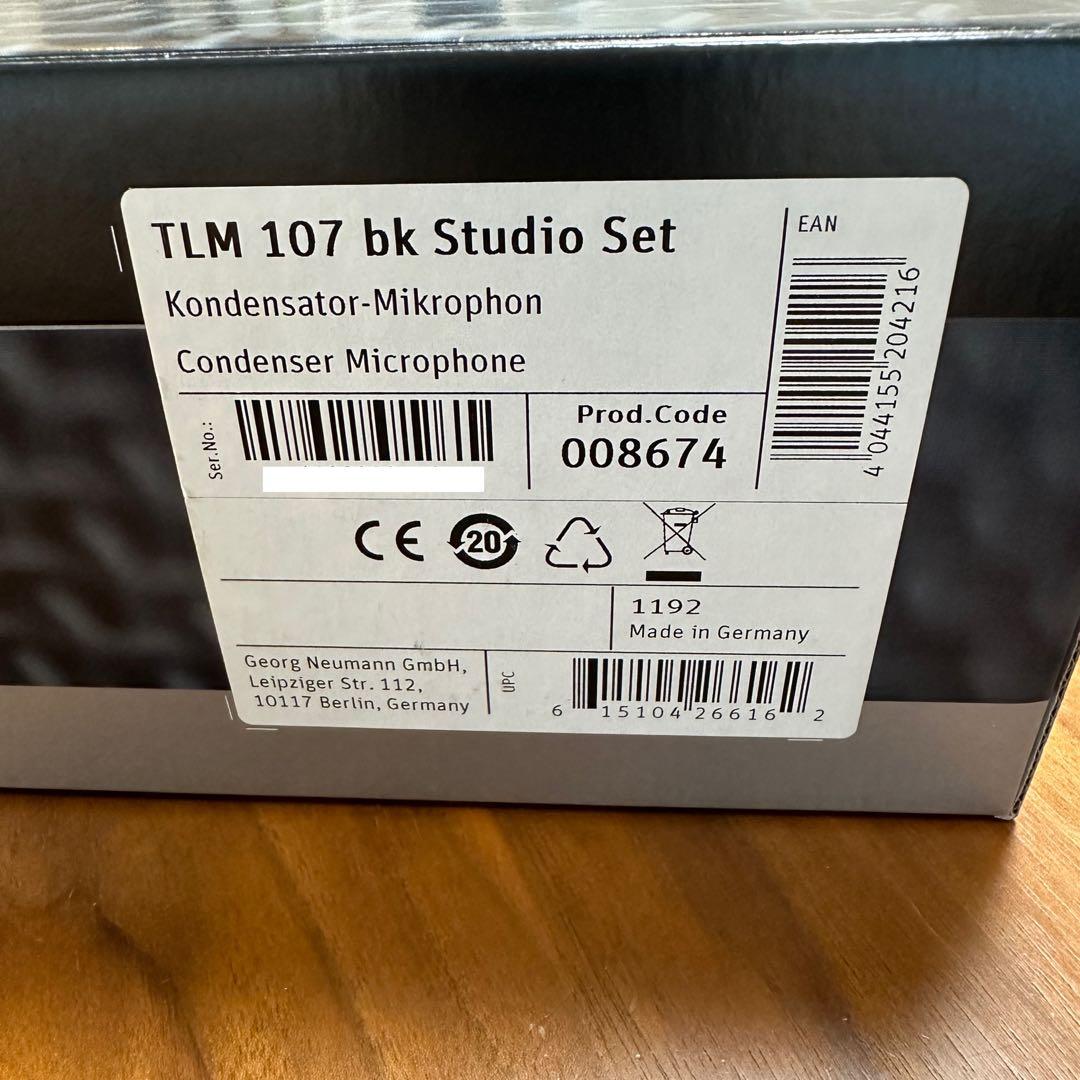 TLM 107 bk Studio Set
Kondensator-Mikrophon
Condenser Microphone
Ser.No.:
Prod.Code
008674
EAN
4 044155 204216
CE
20
1192
Made in Germany
Georg Neumann GmbH,
Leipziger Str. 112,
10117 Berlin, Germany
UPC
6 15104 26616 2